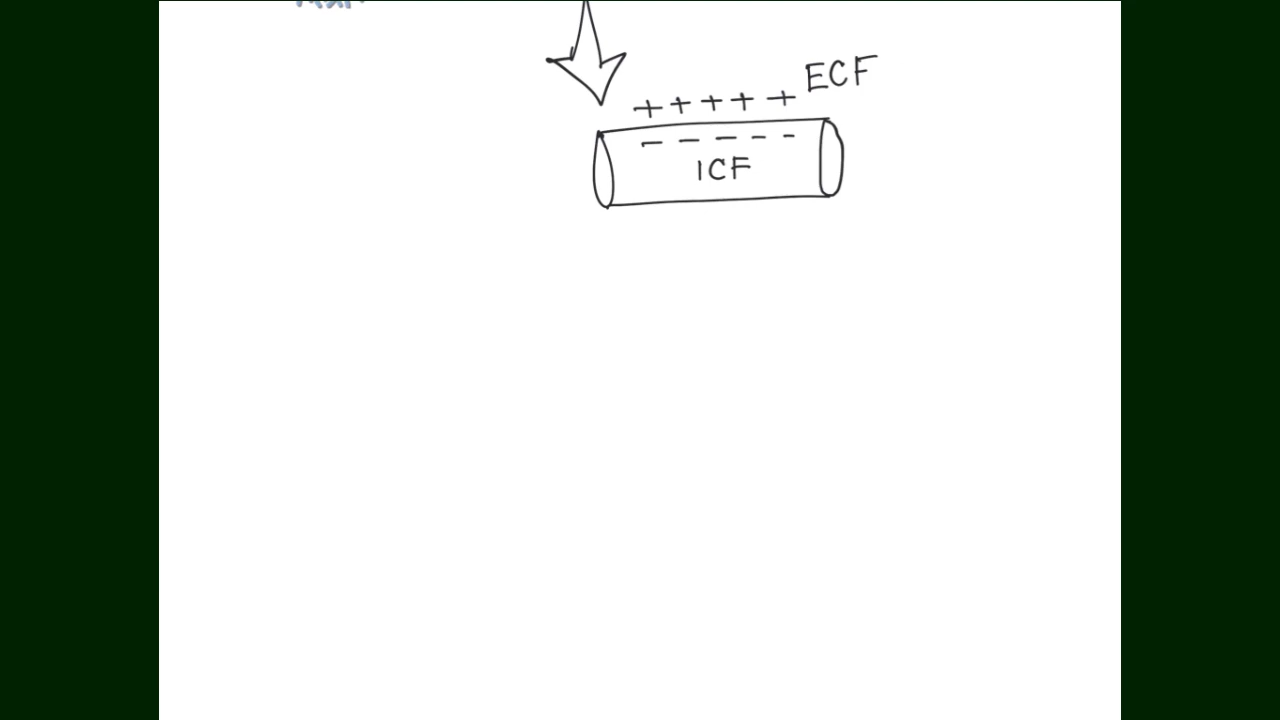 + + + + + ECF
- - - - -
ICF